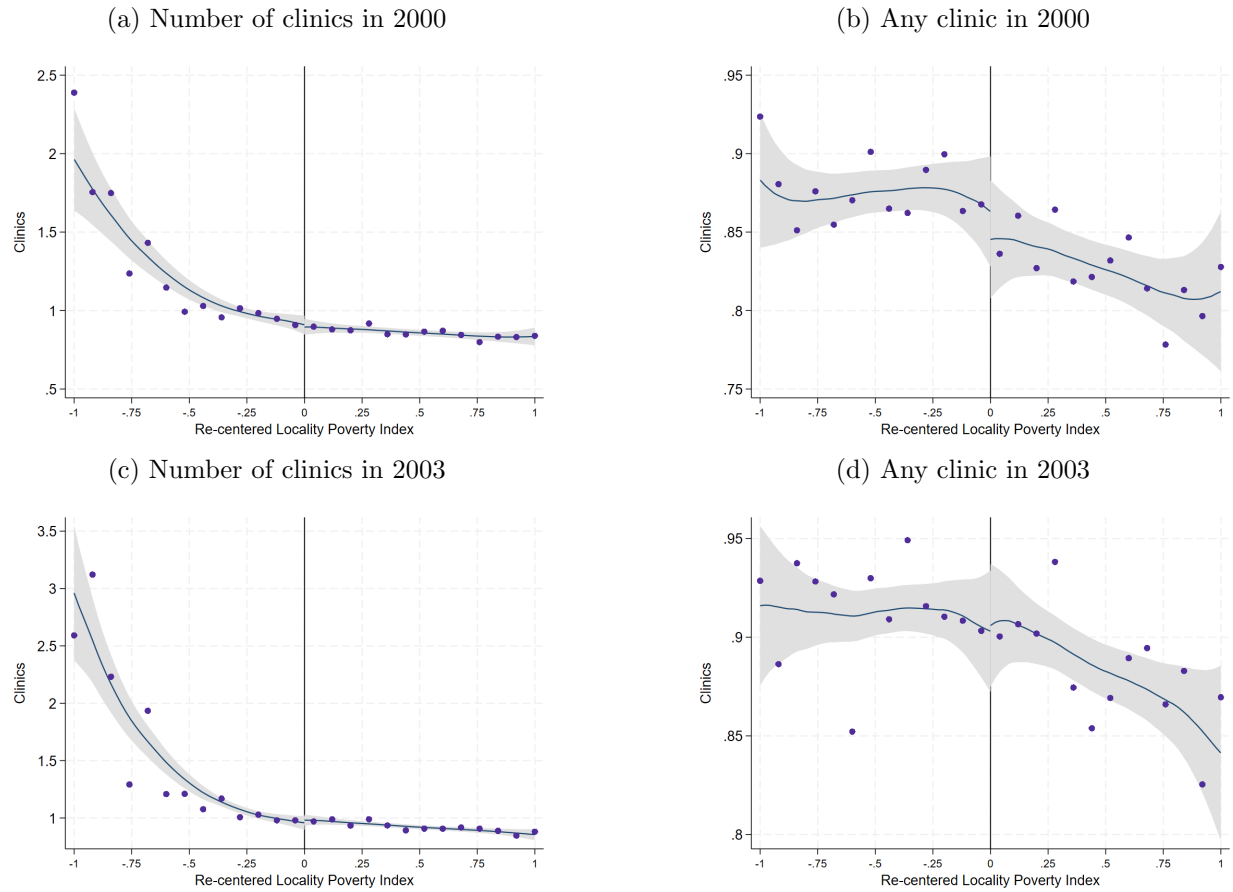 (a) Number of clinics in 2000
2.5
2
1.5
1
.5
Clinics
-1 -.75 -.5 -.25 0 .25 .5 .75 1
Re-centered Locality Poverty Index
(b) Any clinic in 2000
.95
.9
.85
.8
.75
Clinics
-1 -.75 -.5 -.25 0 .25 .5 .75 1
Re-centered Locality Poverty Index
(c) Number of clinics in 2003
3.5
3
2.5
2
1.5
1
Clinics
-1 -.75 -.5 -.25 0 .25 .5 .75 1
Re-centered Locality Poverty Index
(d) Any clinic in 2003
.95
.9
.85
.8
Clinics
-1 -.75 -.5 -.25 0 .25 .5 .75 1
Re-centered Locality Poverty Index